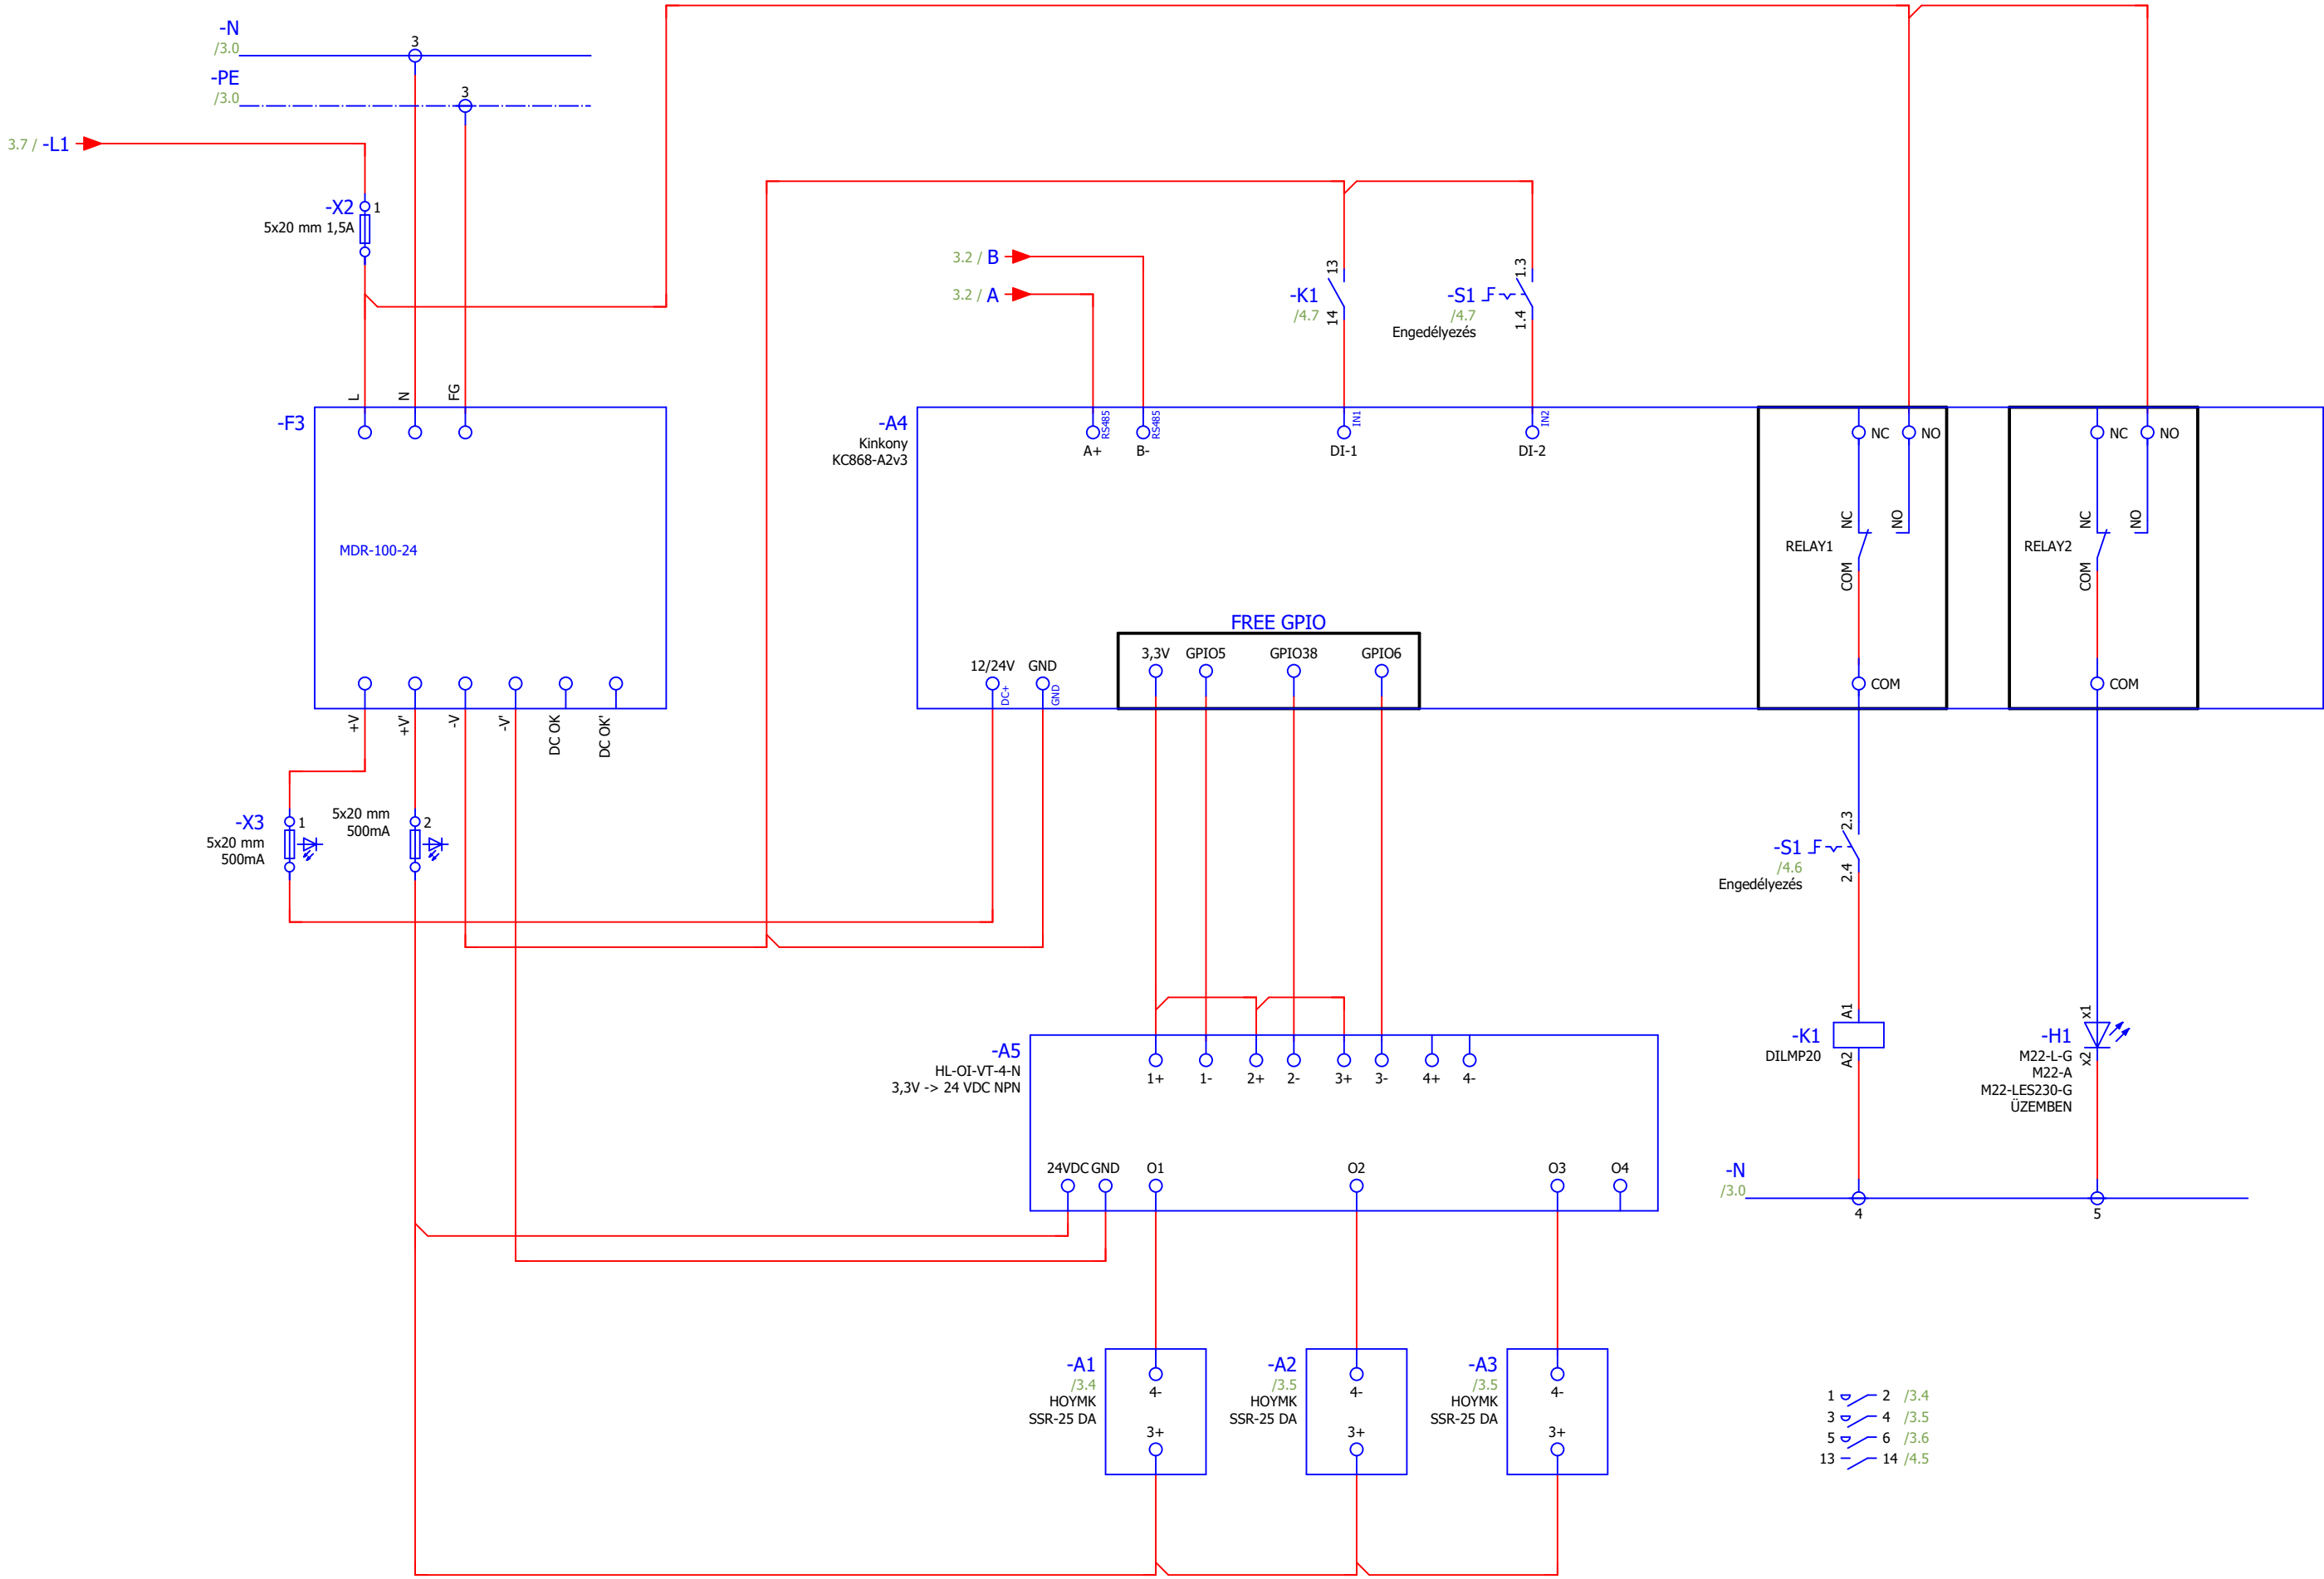 -N
/3.0
3
-PE
/3.0
3
3.7 / -L1
-X2
1
5x20 mm 1,5A
3.2 / B
3.2 / A
-K1
/4.7
13
14
-S1
/4.7
Engedélyezés
1.3
1.4
-F3
L
N
FG
MDR-100-24
+V
+V'
-V
-V'
DC OK
DC OK'
-A4
Kinkony
KC868-A2v3
RS485
A+
RS485
B-
IN1
DI-1
IN2
DI-2
NC
NO
NC
NO
RELAY1
COM
COM
NC
NO
NC
NO
RELAY2
COM
COM
FREE GPIO
3,3V
GPIO5
GPIO38
GPIO6
12/24V
GND
DC+
GND
-X3
1
5x20 mm
500mA
5x20 mm
500mA
2
-S1
/4.6
Engedélyezés
2.3
2.4
-A5
HL-OI-VT-4-N
3,3V -> 24 VDC NPN
1+
1-
2+
2-
3+
3-
4+
4-
24VDC
GND
O1
O2
O3
O4
-K1
DILMP20
A1
A2
-H1
M22-L-G
M22-A
M22-LES230-G
ÜZEMBEN
x1
x2
-N
/3.0
4
5
-A1
/3.4
HOYMK
SSR-25 DA
4-
3+
-A2
/3.5
HOYMK
SSR-25 DA
4-
3+
-A3
/3.5
HOYMK
SSR-25 DA
4-
3+
1 2 /3.4
3 4 /3.5
5 6 /3.6
13 14 /4.5